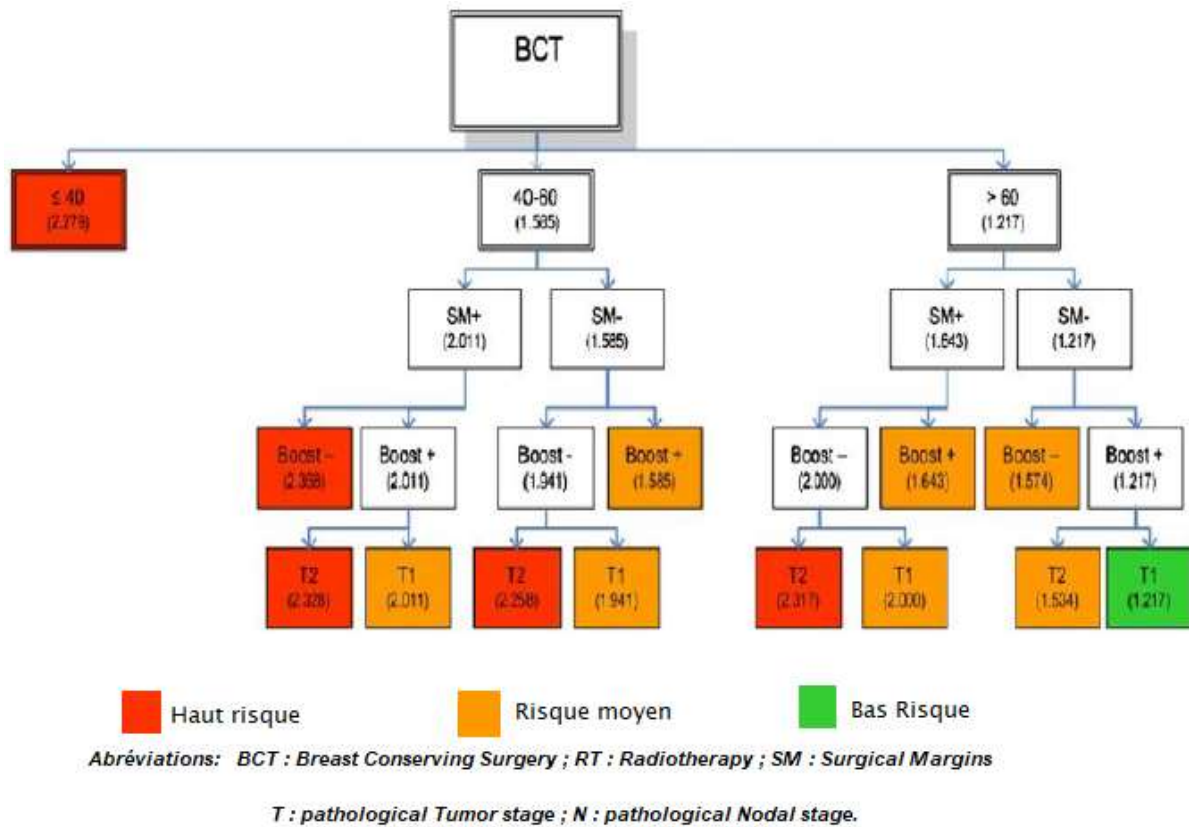 BCT
≤ 40
(2.278)
40-60
(1.585)
> 60
(1.217)
SM+
(2.011)
SM-
(1.585)
SM+
(1.643)
SM-
(1.217)
Boost –
(2.368)
Boost +
(2.011)
Boost -
(1.941)
Boost +
(1.585)
Boost –
(2.000)
Boost +
(1.643)
Boost –
(1.574)
Boost +
(1.217)
T2
(2.328)
T1
(2.011)
T2
(2.258)
T1
(1.941)
T2
(2.317)
T1
(2.000)
T2
(1.534)
T1
(1.217)
Haut risque
Risque moyen
Bas Risque
Abréviations: BCT : Breast Conserving Surgery ; RT : Radiotherapy ; SM : Surgical Margins
T : pathological Tumor stage ; N : pathological Nodal stage.